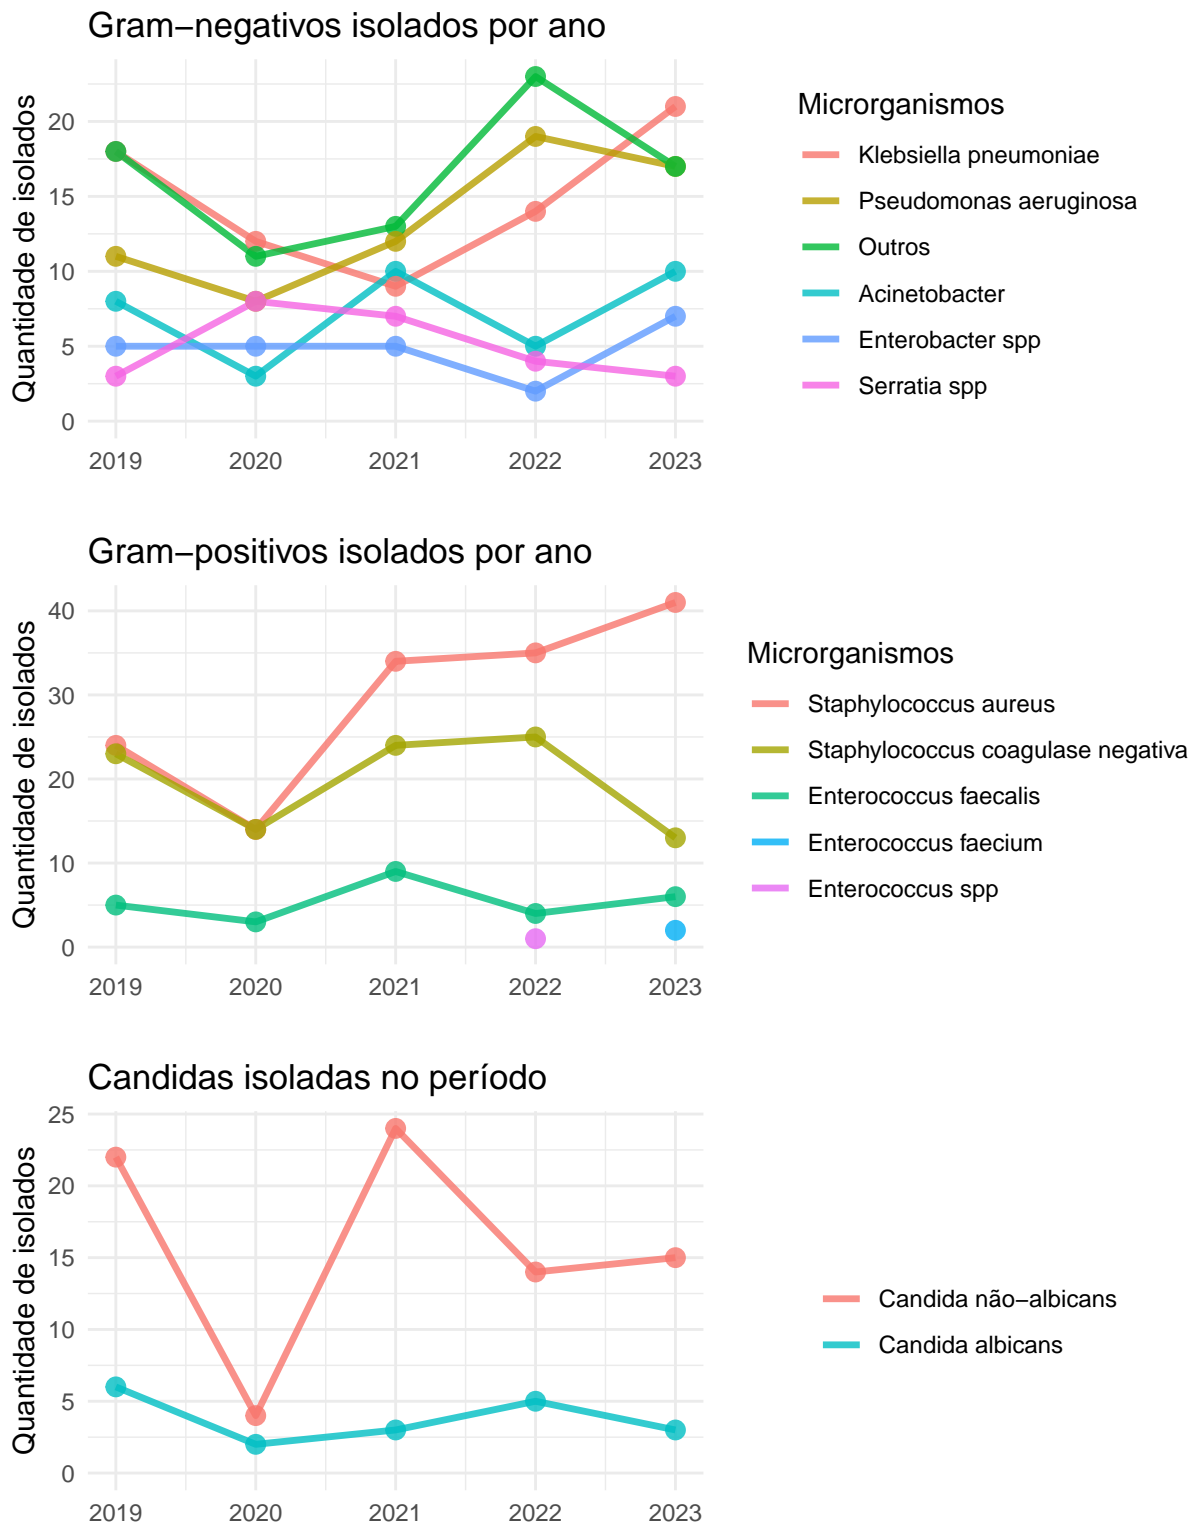 Gram−negativos isolados por ano
Quantidade de isolados
20
15
10
5
0
2019 2020 2021 2022 2023
Microrganismos
Klebsiella pneumoniae
Pseudomonas aeruginosa
Outros
Acinetobacter
Enterobacter spp
Serratia spp
Gram−positivos isolados por ano
Quantidade de isolados
40
30
20
10
0
2019 2020 2021 2022 2023
Microrganismos
Staphylococcus aureus
Staphylococcus coagulase negativa
Enterococcus faecalis
Enterococcus faecium
Enterococcus spp
Candidas isoladas no período
Quantidade de isolados
25
20
15
10
5
0
2019 2020 2021 2022 2023
Candida não−albicans
Candida albicans